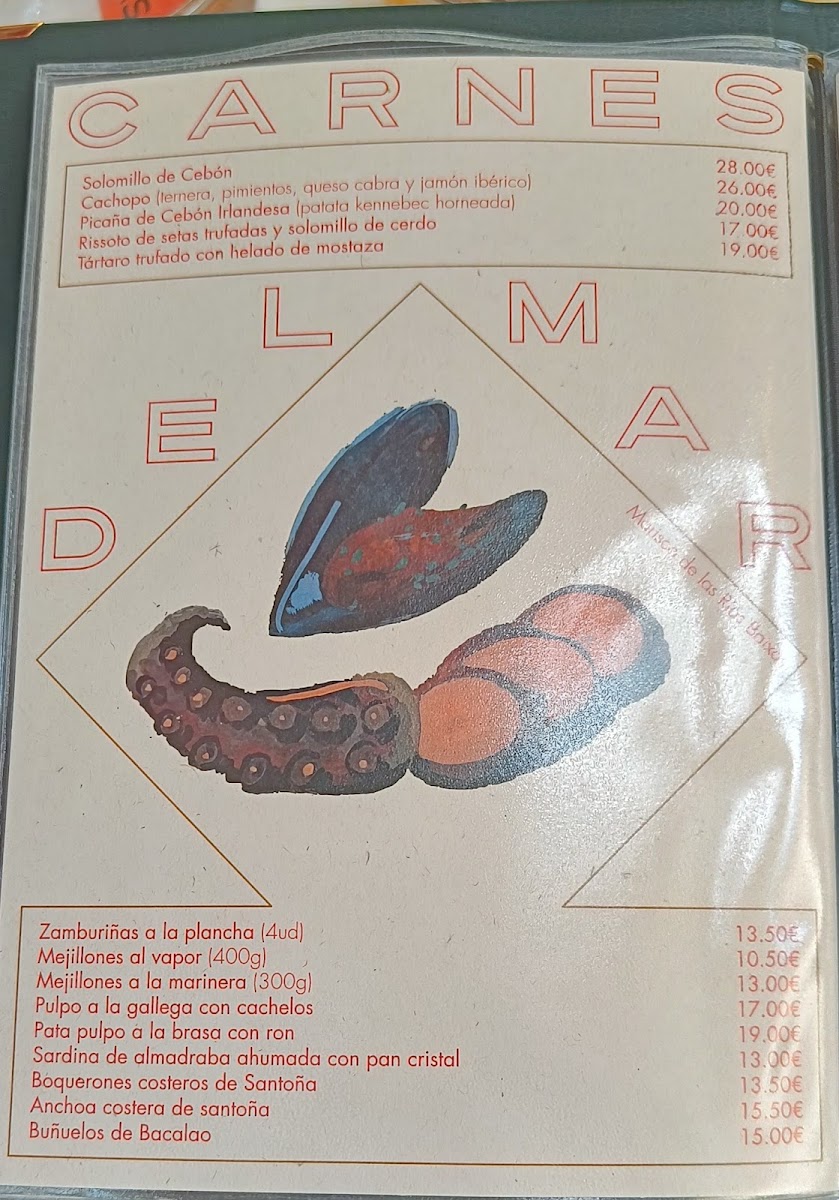 CARNES
Solomillo de Cebón 28.00€
Cachopo (ternera, pimientos, queso cabra y jamón ibérico) 26.00€
Picaña de Cebón Irlandesa (patata kennebec horneada) 20.00€
Rissoto de setas trufadas y solomillo de cerdo 17.00€
Tártaro trufado con helado de mostaza 19.00€
DEL MAR
Marisco de las Rías Baixas
Zamburiñas a la plancha (4ud) 13.50€
Mejillones al vapor (400g) 10.50€
Mejillones a la marinera (300g) 13.00€
Pulpo a la gallega con cachelos 17.00€
Pata pulpo a la brasa con ron 19.00€
Sardina de almadraba ahumada con pan cristal 13.00€
Boquerones costeros de Santoña 13.50€
Anchoa costera de santoña 15.50€
Buñuelos de Bacalao 15.00€